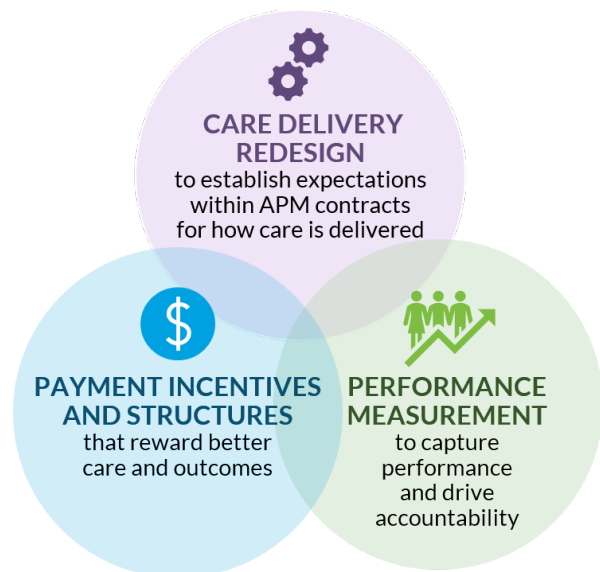 CARE DELIVERY
REDESIGN
to establish expectations
within APM contracts
for how care is delivered
$
PAYMENT INCENTIVES
AND STRUCTURES
that reward better
care and outcomes
PERFORMANCE
MEASUREMENT
to capture
performance
and drive
accountability